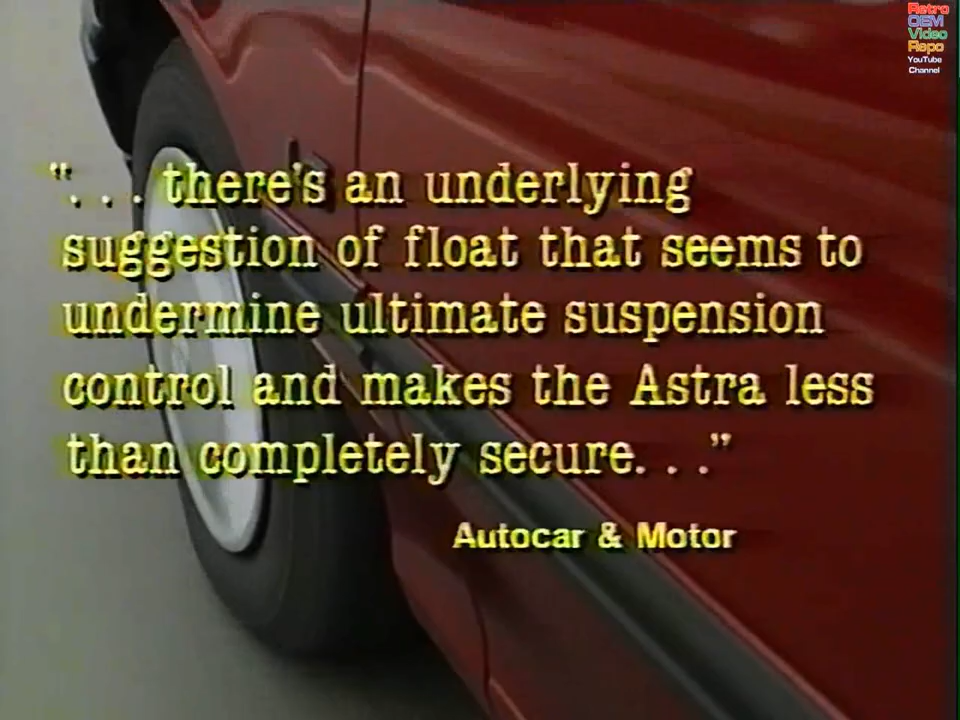 Retro
OEM
Video
Repo
YouTube
Channel
". . . there's an underlying
suggestion of float that seems to
undermine ultimate suspension
control and makes the Astra less
than completely secure. . ."
Autocar & Motor